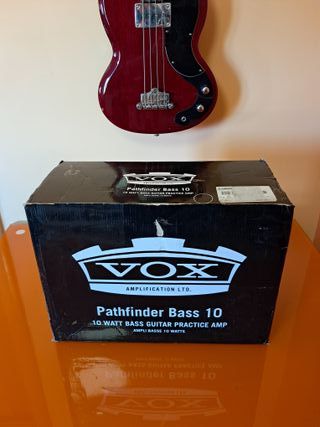 VOX
Pathfinder Bass 10
10 WATT BASS GUITAR PRACTICE AMP
VOX
AMPLIFICATION LTD.
Pathfinder Bass 10
10 WATT BASS GUITAR PRACTICE AMP
AMPLI BASSE 10 WATTS